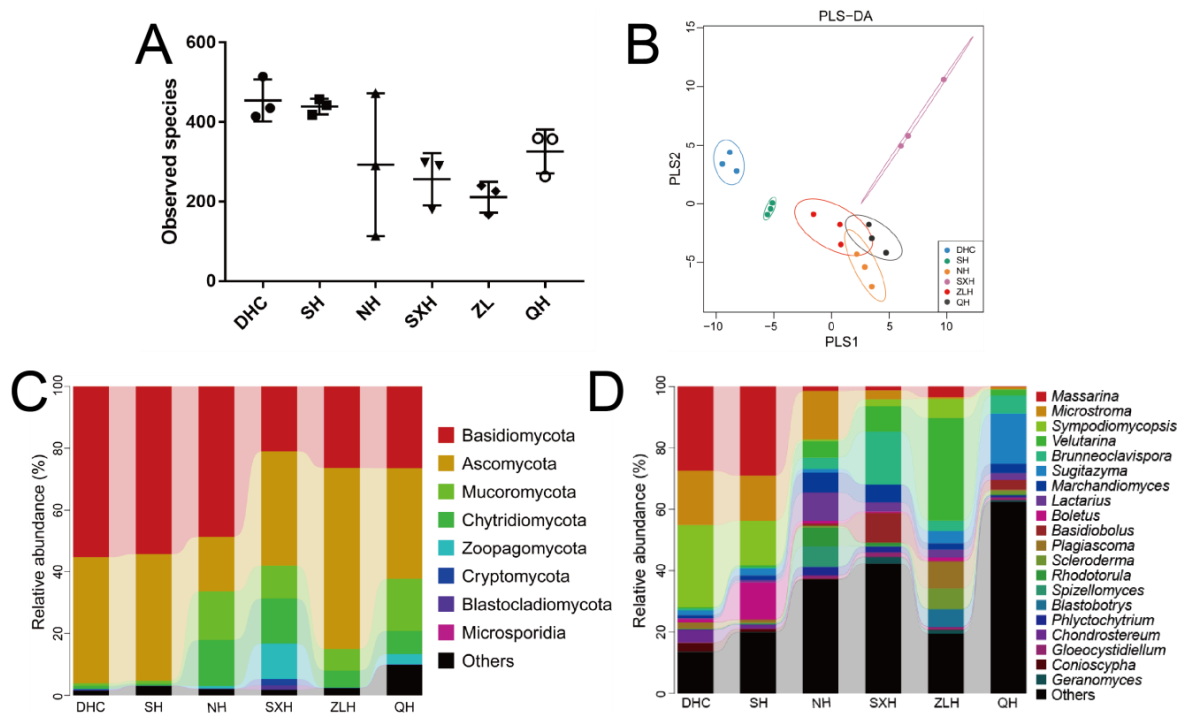 A
Observed species
600
400
200
0
DHC
SH
NH
SXH
ZL
QH
B
PLS-DA
PLS2
15
10
5
0
−5
−10
−5
0
5
10
PLS1
DHC
SH
NH
SXH
ZLH
QH
C
Relative abundance (%)
100
80
60
40
20
0
DHC SH NH SXH ZLH QH
Basidiomycota
Ascomycota
Mucoromycota
Chytridiomycota
Zoopagomycota
Cryptomycota
Blastocladiomycota
Microsporidia
Others
D
Relative abundance (%)
100
80
60
40
20
0
DHC SH NH SXH ZLH QH
Massarina
Microstroma
Sympodiomycopsis
Velutarina
Brunneoclavispora
Sugitazyma
Marchandiomyces
Lactarius
Boletus
Basidiobolus
Plagiascoma
Scleroderma
Rhodotorula
Spizellomyces
Blastobotrys
Phlyctochytrium
Chondrostereum
Gloeocystidiellum
Conioscypha
Geranomyces
Others